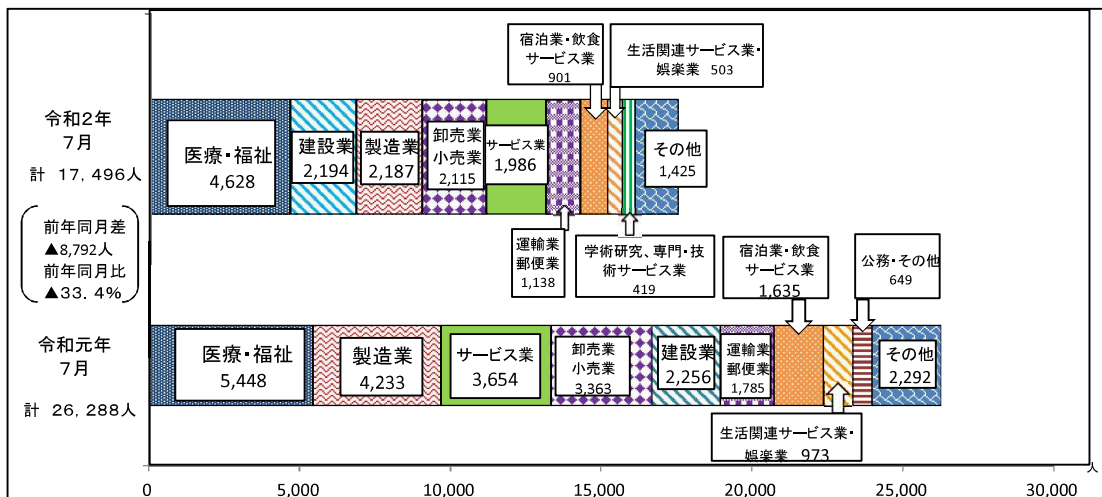 宿泊業・飲食
サービス業
901
生活関連サービス業・
娯楽業 503
令和2年
7月
計 17,496人
医療・福祉
4,628
建設業
2,194
製造業
2,187
卸売業
小売業
2,115
サービス業
1,986
その他
1,425
前年同月差
▲8,792人
前年同月比
▲33.4%
運輸業
郵便業
1,138
学術研究、専門・技
術サービス業
419
宿泊業・飲食
サービス業
1,635
公務・その他
649
令和元年
7月
計 26,288人
医療・福祉
5,448
製造業
4,233
サービス業
3,654
卸売業
小売業
3,363
建設業
2,256
運輸業
郵便業
1,785
その他
2,292
生活関連サービス業・
娯楽業 973
人
0 5,000 10,000 15,000 20,000 25,000 30,000